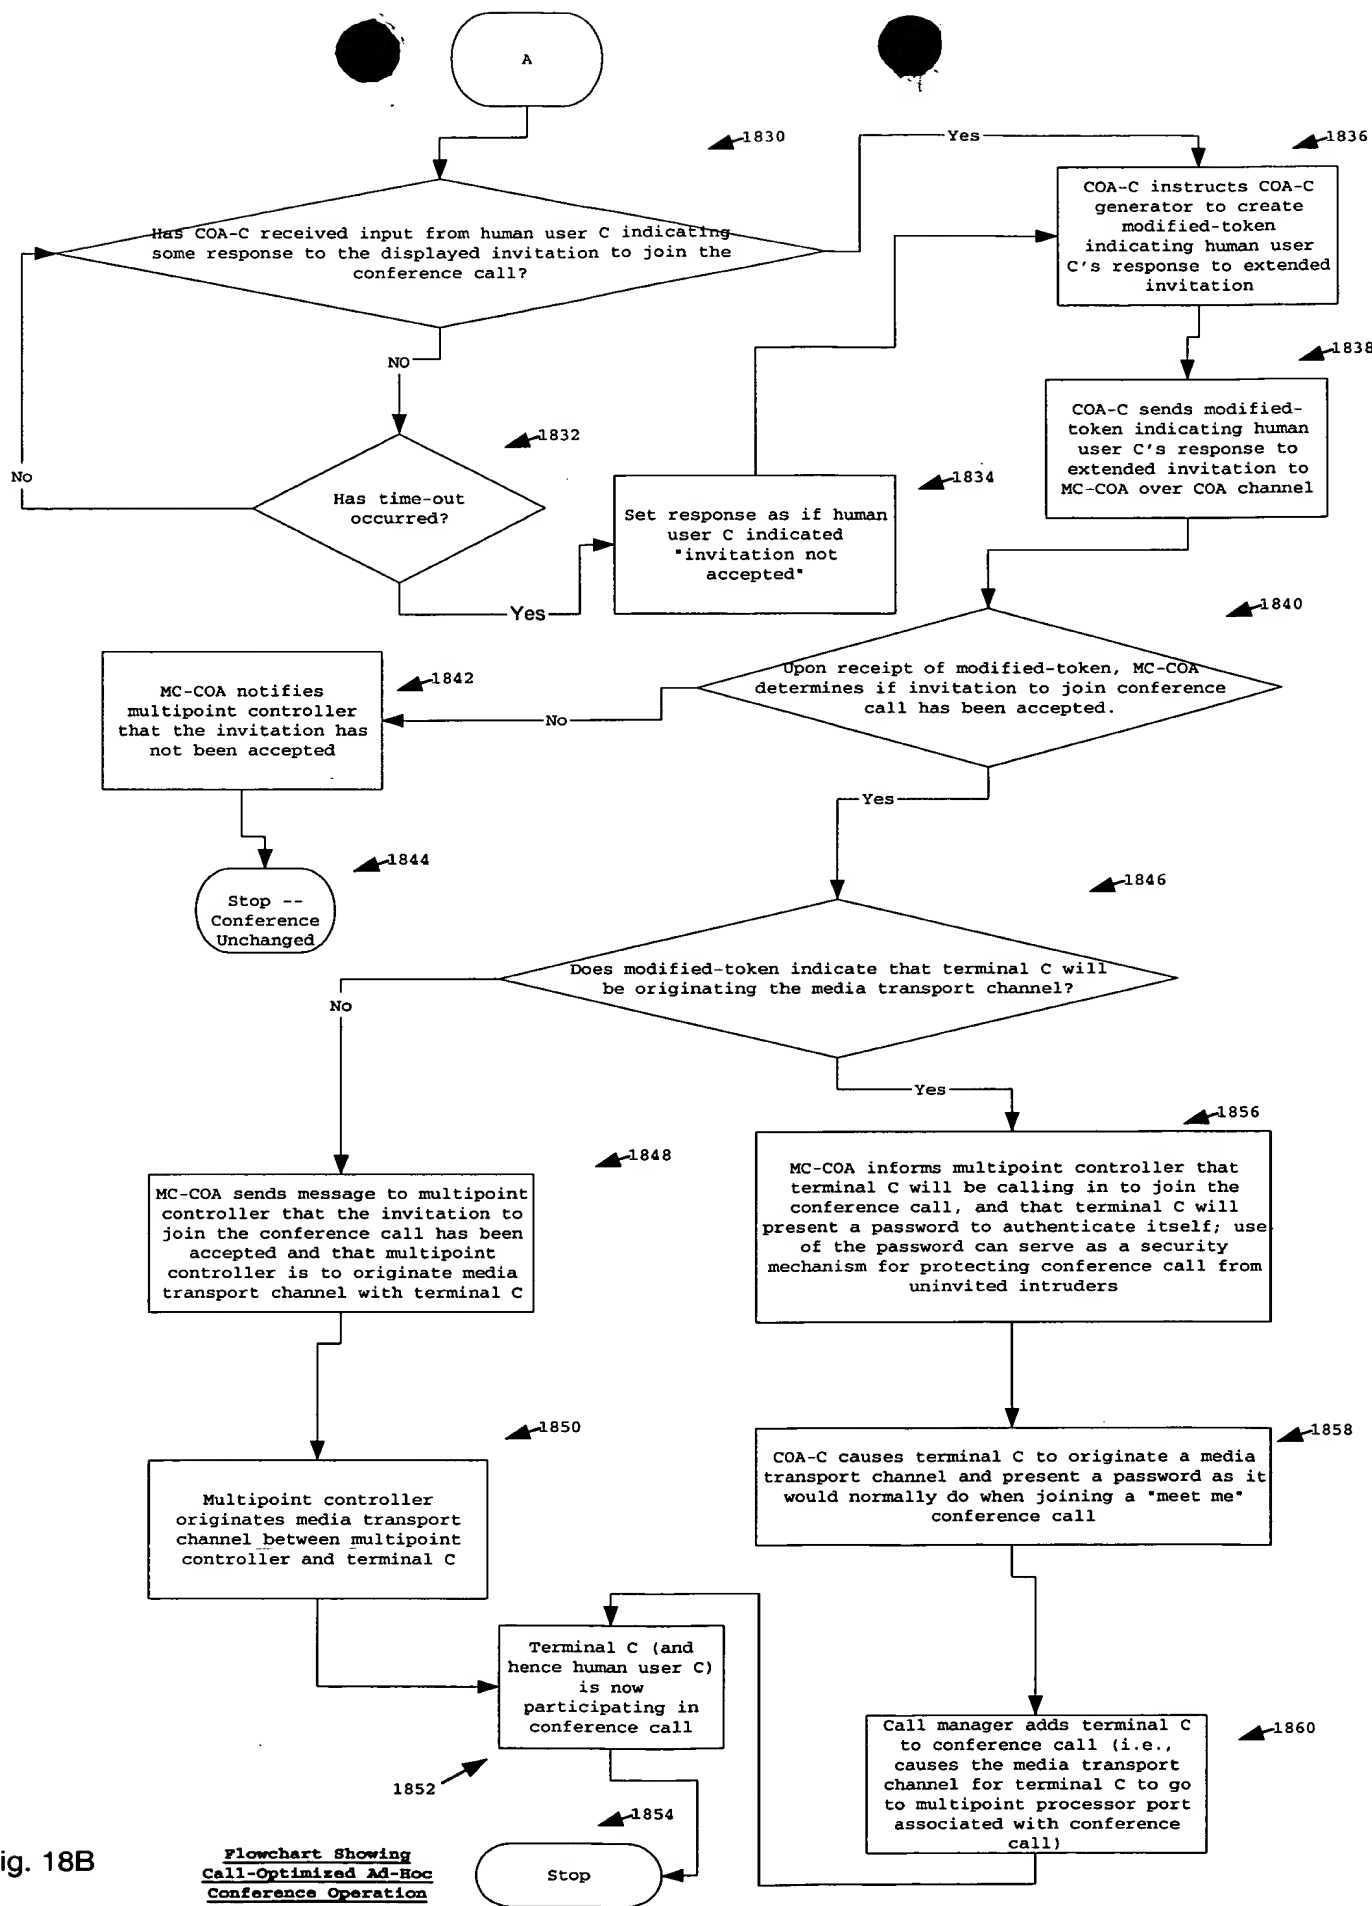 A
1830
Yes
1836
Has COA-C received input from human user C indicating
some response to the displayed invitation to join the
conference call?
COA-C instructs COA-C
generator to create
modified-token
indicating human user
C's response to extended
invitation
NO
1838
1832
COA-C sends modified-
token indicating human
user C's response to
extended invitation to
MC-COA over COA channel
No
Has time-out
occurred?
1834
Set response as if human
user C indicated
"invitation not
accepted"
Yes
1840
Upon receipt of modified-token, MC-COA
determines if invitation to join conference
call has been accepted.
1842
MC-COA notifies
multipoint controller
that the invitation has
not been accepted
No
Yes
1844
Stop --
Conference
Unchanged
1846
Does modified-token indicate that terminal C will
be originating the media transport channel?
No
Yes
1856
1848
MC-COA sends message to multipoint
controller that the invitation to
join the conference call has been
accepted and that multipoint
controller is to originate media
transport channel with terminal C
MC-COA informs multipoint controller that
terminal C will be calling in to join the
conference call, and that terminal C will
present a password to authenticate itself; use
of the password can serve as a security
mechanism for protecting conference call from
uninvited intruders
1850
1858
Multipoint controller
originates media transport
channel between multipoint
controller and terminal C
COA-C causes terminal C to originate a media
transport channel and present a password as it
would normally do when joining a "meet me"
conference call
Terminal C (and
hence human user C)
is now
participating in
conference call
1852
1860
Call manager adds terminal C
to conference call (i.e.,
causes the media transport
channel for terminal C to go
to multipoint processor port
associated with conference
call)
1854
Stop
ig. 18B
Flowchart Showing
Call-Optimized Ad-Hoc
Conference Operation